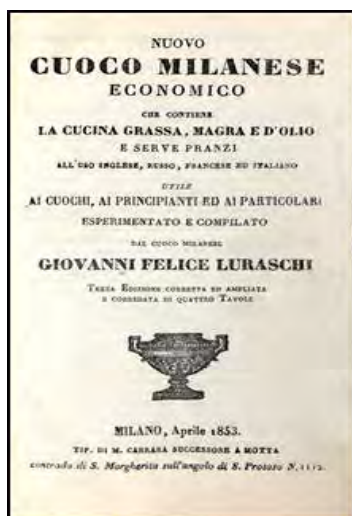 NUOVO
CUOCO MILANESE
ECONOMICO
CHE CONTIENE
LA CUCINA GRASSA, MAGRA E D'OLIO
E SERVE PRANZI
ALL'USO INGLESE, RUSSO, FRANCESE ED ITALIANO
UTILE
AI CUOCHI, AI PRINCIPIANTI ED AI PARTICOLARI
ESPERIMENTATO E COMPILATO
DAL CUOCO MILANESE
GIOVANNI FELICE LURASCHI
TERZA EDIZIONE CORRETTA ED AMPLIATA
E CORREDATA DI QUATTRO TAVOLE
MILANO, Aprile 1853.
TIP. DI M. CARRARA SUCCESSORE A MOTTA
contrada di S. Margherita sull'angolo di S. Protaso N.